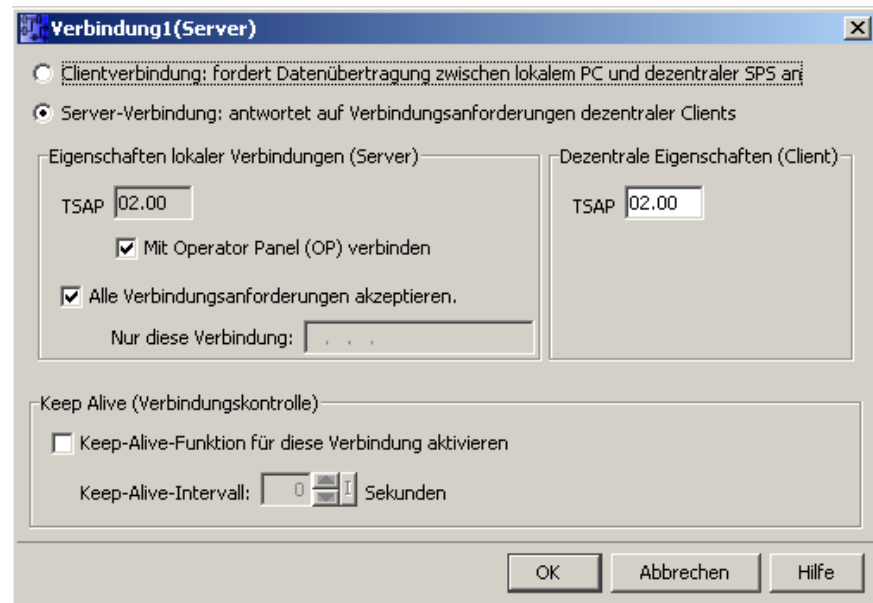 Verbindung1(Server)
Clientverbindung: fordert Datenübertragung zwischen lokalem PC und dezentraler SPS an
Server-Verbindung: antwortet auf Verbindungsanforderungen dezentraler Clients
Eigenschaften lokaler Verbindungen (Server)
TSAP 02.00
Mit Operator Panel (OP) verbinden
Alle Verbindungsanforderungen akzeptieren.
Nur diese Verbindung: . . .
Dezentrale Eigenschaften (Client)
TSAP 02.00
Keep Alive (Verbindungskontrolle)
Keep-Alive-Funktion für diese Verbindung aktivieren
Keep-Alive-Intervall: 0 Sekunden
OK Abbrechen Hilfe